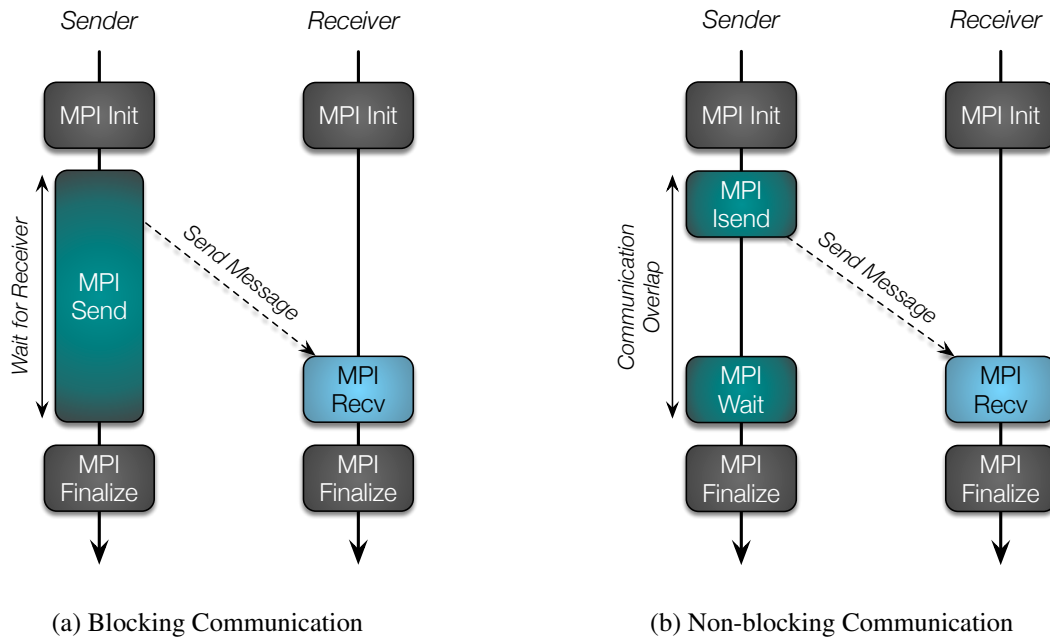 Sender
Receiver
MPI Init
MPI Init
Wait for Receiver
MPI
Send
Send Message
MPI
Recv
MPI
Finalize
MPI
Finalize
(a) Blocking Communication
Sender
Receiver
MPI Init
MPI Init
Communication
Overlap
MPI
Isend
Send Message
MPI
Wait
MPI
Recv
MPI
Finalize
MPI
Finalize
(b) Non-blocking Communication